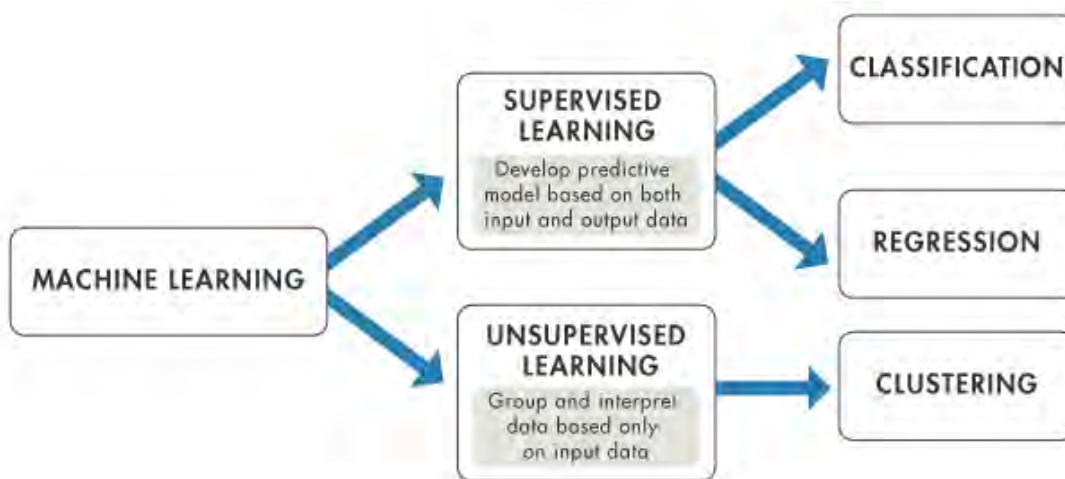 MACHINE LEARNING
SUPERVISED
LEARNING
Develop predictive
model based on both
input and output data
UNSUPERVISED
LEARNING
Group and interpret
data based only
on input data
CLASSIFICATION
REGRESSION
CLUSTERING